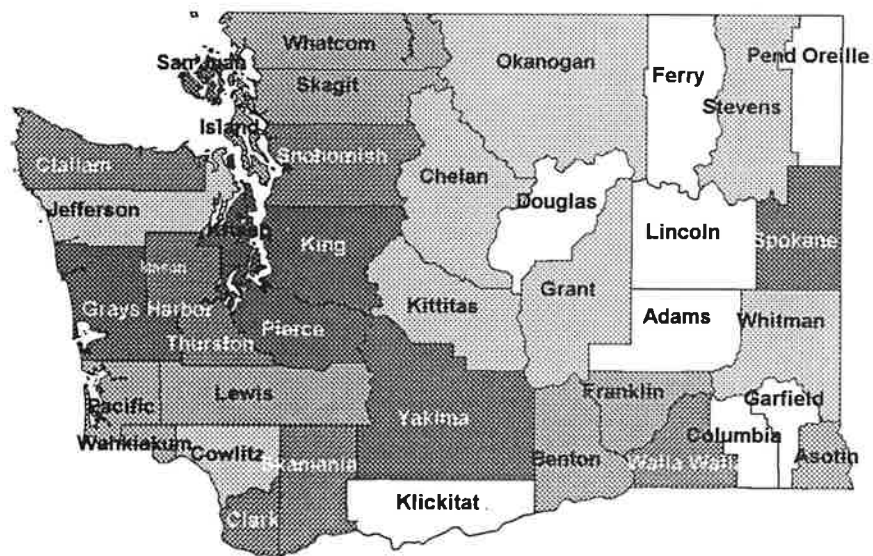 Whatcom
San Juan
Skagit
Island
Okanogan
Ferry
Pend Oreille
Stevens
Clallam
Snohomish
Chelan
Jefferson
Douglas
Kitsap
King
Lincoln
Spokane
Mason
Grays Harbor
Kittitas
Grant
Adams
Whitman
Thurston
Pierce
Pacific
Lewis
Yakima
Franklin
Garfield
Columbia
Wahkiakum
Cowlitz
Skamania
Benton
Walla Walla
Asotin
Klickitat
Clark